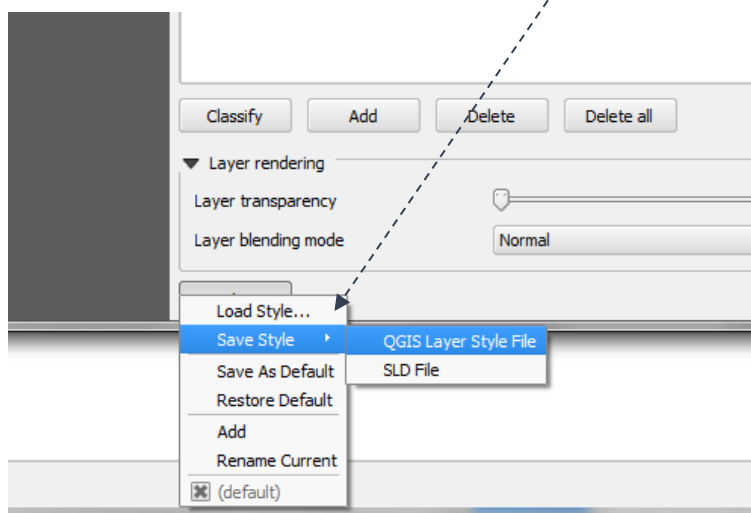 Classify Add Delete Delete all
Layer rendering
Layer transparency
Layer blending mode Normal
Load Style...
Save Style QGIS Layer Style File
Save As Default SLD File
Restore Default
Add
Rename Current
(default)